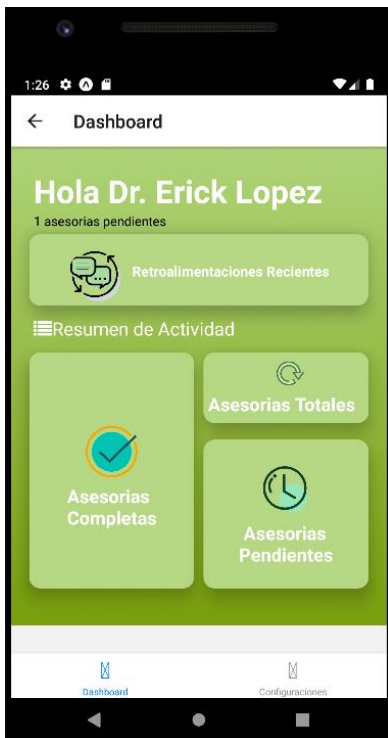 1:26
Dashboard
Hola Dr. Erick Lopez
1 asesorias pendientes
Retroalimentaciones Recientes
Resumen de Actividad
Asesorias Totales
Asesorias
Completas
Asesorias
Pendientes
Dashboard
Configuraciones